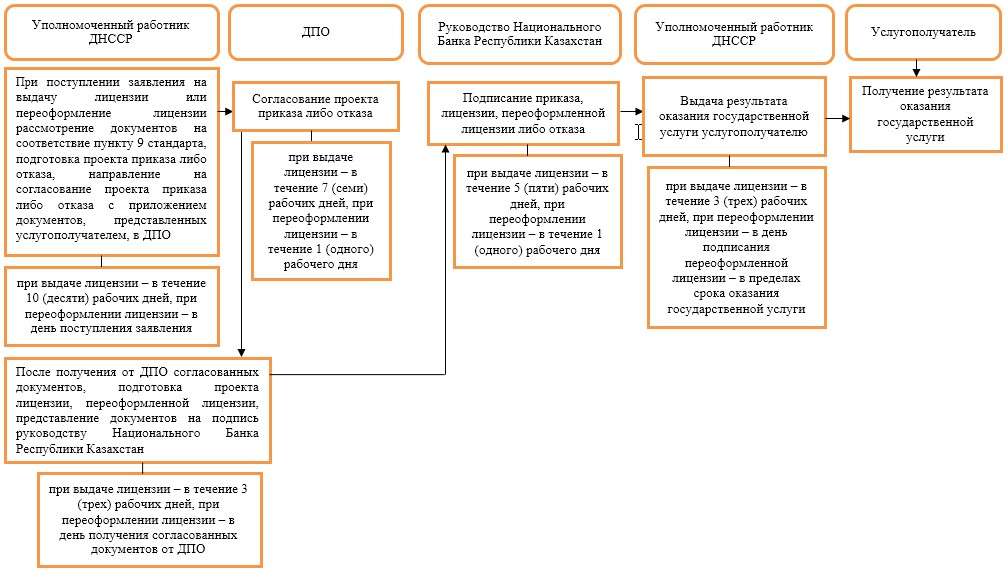 Уполномоченный работник
ДНССР
ДПО
Руководство Национального
Банка Республики Казахстан
Уполномоченный работник
ДНССР
Услугополучатель
При поступлении заявления на
выдачу лицензии или
переоформление лицензии
рассмотрение документов на
соответствие пункту 9 стандарта,
подготовка проекта приказа либо
отказа, направление на
согласование проекта приказа
либо отказа с приложением
документов, представленных
услугополучателем, в ДПО
Согласование проекта
приказа либо отказа
Подписание приказа,
лицензии, переоформленной
лицензии либо отказа
Выдача результата
оказания государственной
услуги услугополучателю
Получение результата
оказания
государственной
услуги
при выдаче
лицензии – в
течение 7 (семи)
рабочих дней, при
переоформлении
лицензии – в
течение 1 (одного)
рабочего дня
при выдаче лицензии – в
течение 5 (пяти) рабочих
дней, при
переоформлении
лицензии – в течение 1
(одного) рабочего дня
при выдаче лицензии – в
течение 3 (трех) рабочих
дней, при переоформлении
лицензии – в день
подписания
переоформленной
лицензии – в пределах
срока оказания
государственной услуги
при выдаче лицензии – в течение
10 (десяти) рабочих дней, при
переоформлении лицензии – в
день поступления заявления
После получения от ДПО согласованных
документов, подготовка проекта
лицензии, переоформленной лицензии,
представление документов на подпись
руководству Национального Банка
Республики Казахстан
при выдаче лицензии – в течение 3
(трех) рабочих дней, при
переоформлении лицензии – в
день получения согласованных
документов от ДПО